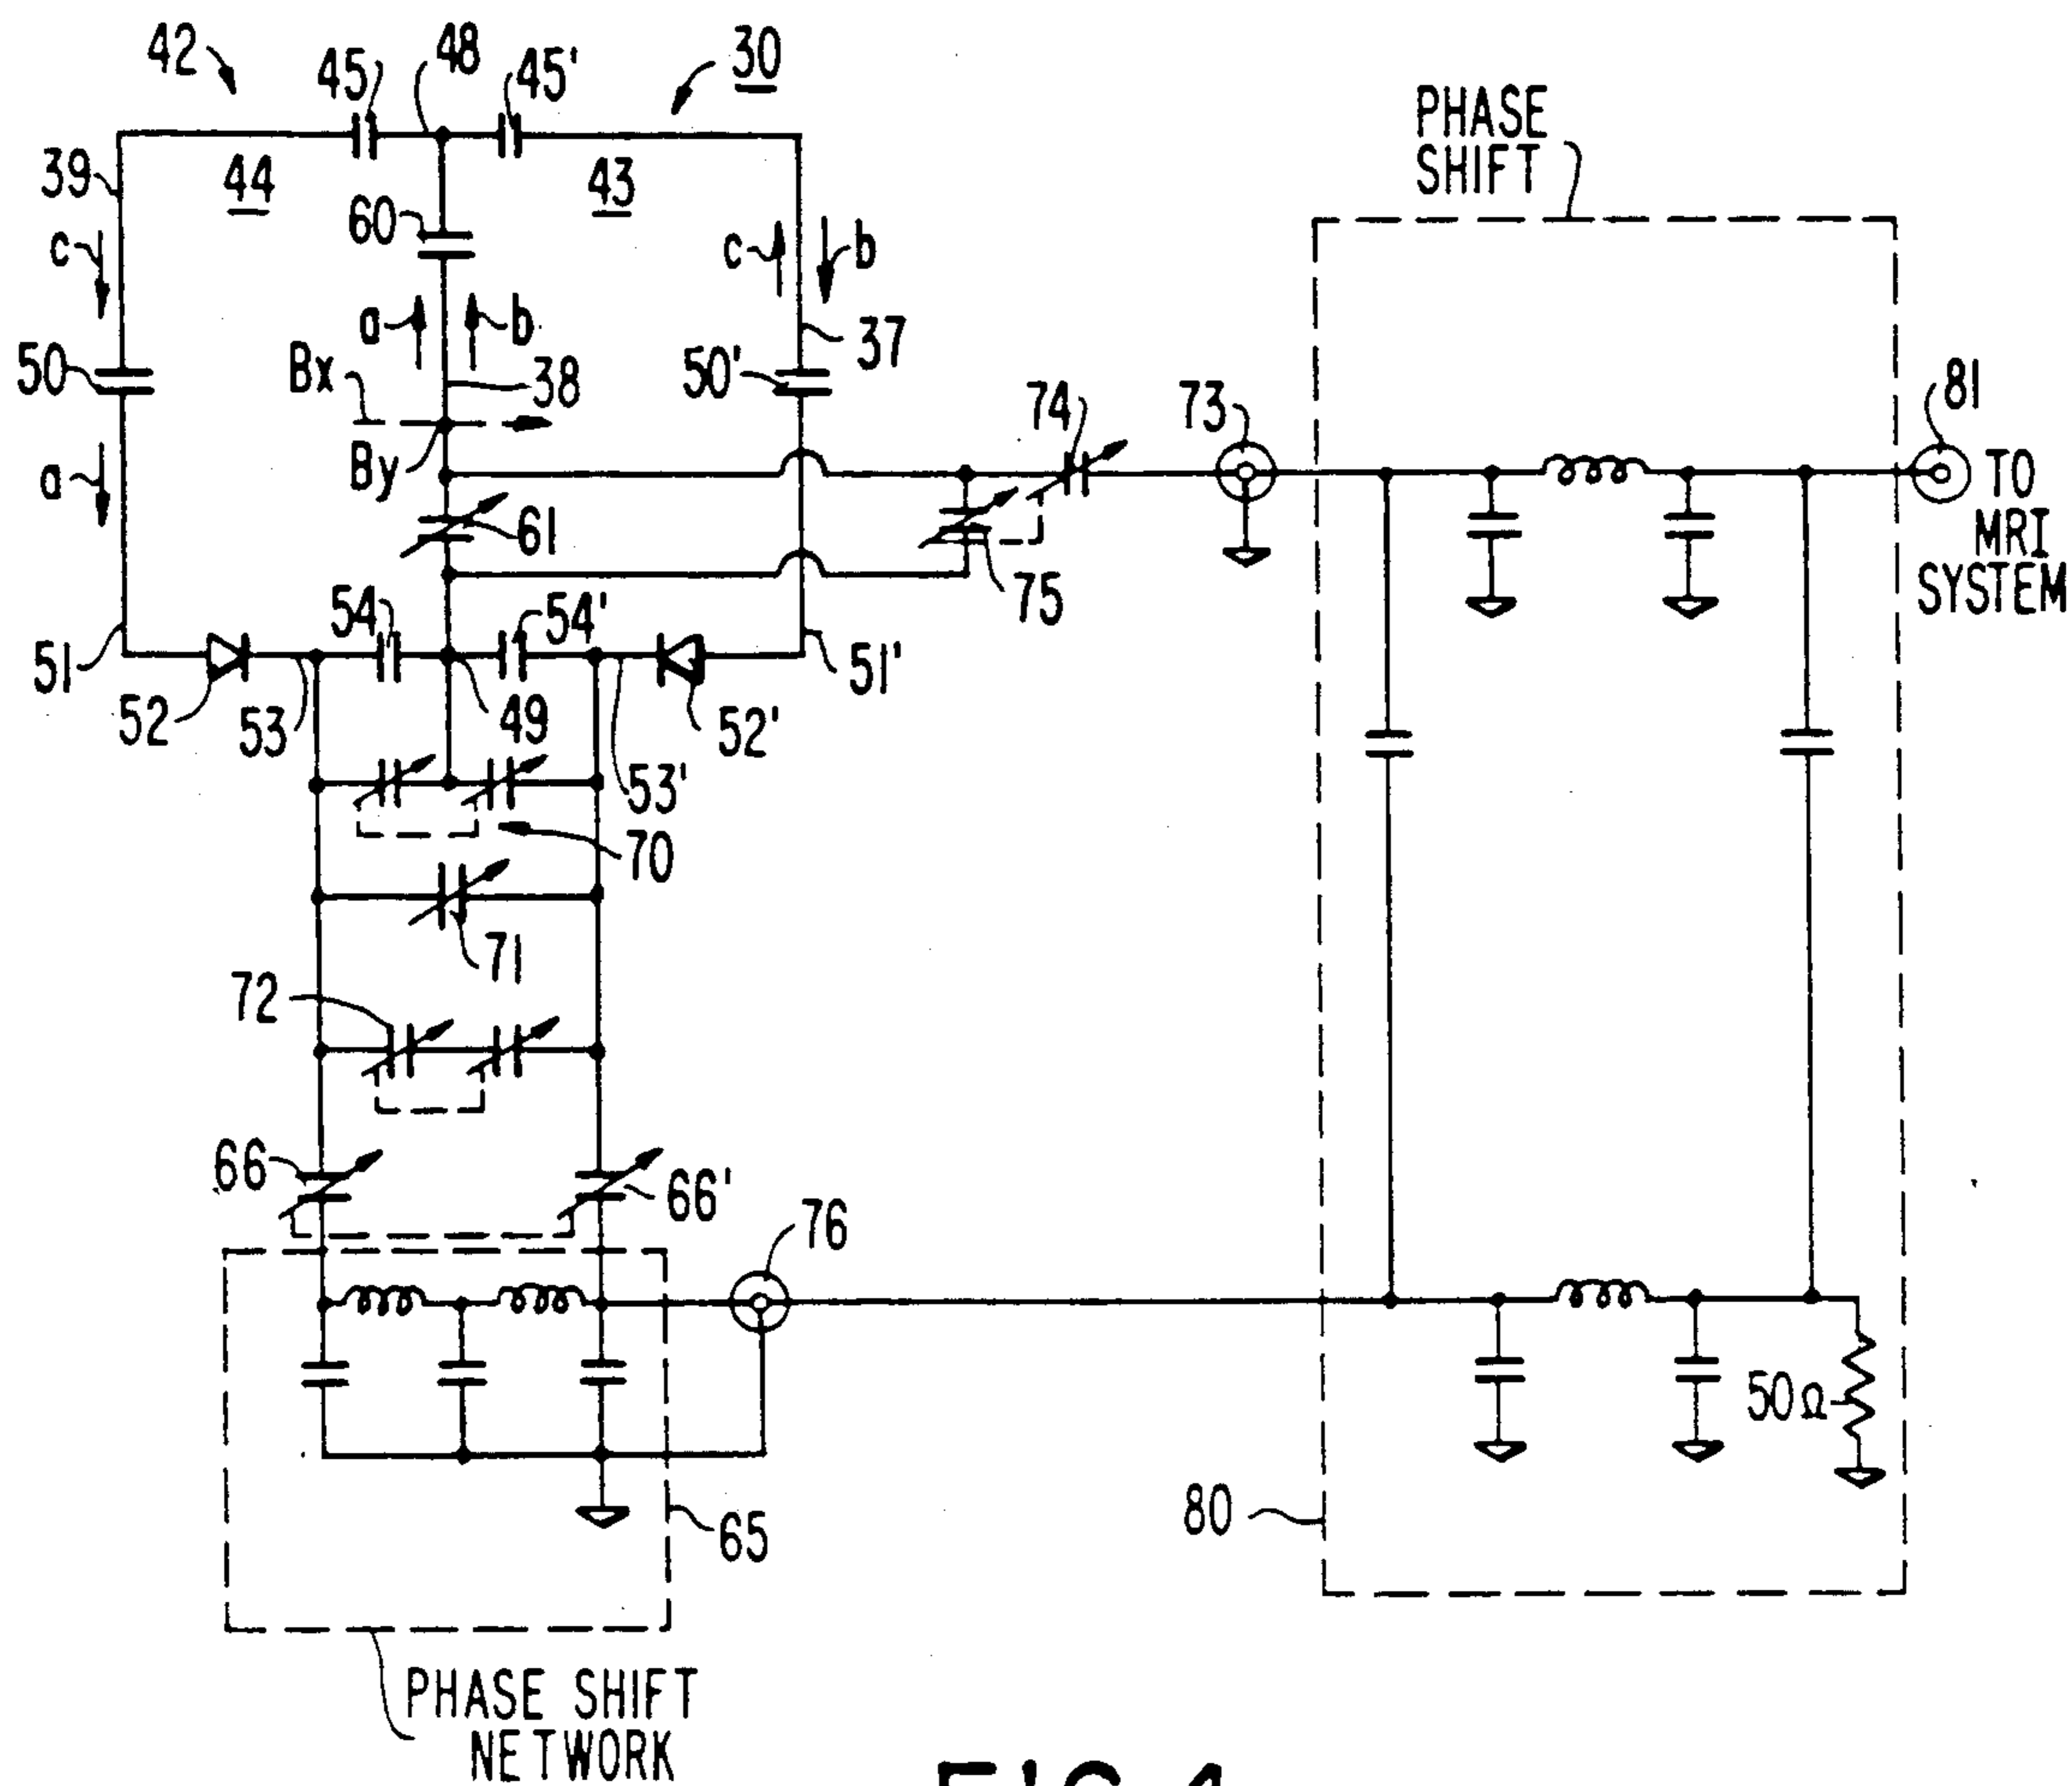 42
45
48
45'
30
PHASE
SHIFT
39
44
43
60
c
c
b
a
b
37
50
Bx
38
50'
74
73
81
By
a
61
TO
MRI
SYSTEM
75
54
54'
51
51'
52
53
49
52'
53'
70
71
72
66
66'
76
50Ω
80
65
PHASE SHIFT
NETWORK